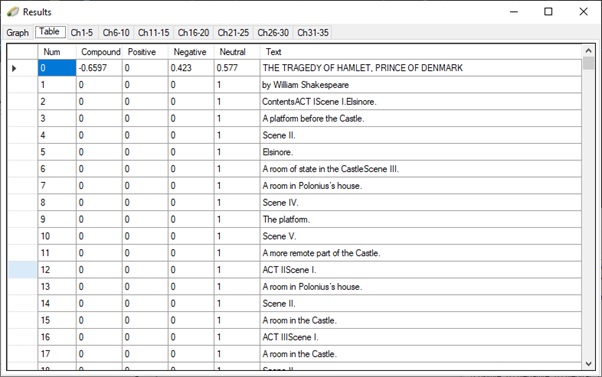 Results
Graph Table Ch1-5 Ch6-10 Ch11-15 Ch16-20 Ch21-25 Ch26-30 Ch31-35
Num Compound Positive Negative Neutral Text
0 -0.6597 0 0.423 0.577 THE TRAGEDY OF HAMLET, PRINCE OF DENMARK
1 0 0 0 1 by William Shakespeare
2 0 0 0 1 ContentsACT IScene I.Elsinore.
3 0 0 0 1 A platform before the Castle.
4 0 0 0 1 Scene II.
5 0 0 0 1 Elsinore.
6 0 0 0 1 A room of state in the CastleScene III.
7 0 0 0 1 A room in Polonius's house.
8 0 0 0 1 Scene IV.
9 0 0 0 1 The platform.
10 0 0 0 1 Scene V.
11 0 0 0 1 A more remote part of the Castle.
12 0 0 0 1 ACT IIScene I.
13 0 0 0 1 A room in Polonius's house.
14 0 0 0 1 Scene II.
15 0 0 0 1 A room in the Castle.
16 0 0 0 1 ACT IIIScene I.
17 0 0 0 1 A room in the Castle.
18 0 0 0 1 Scene II.